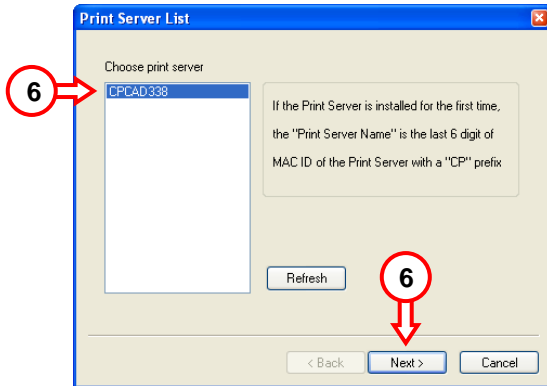 Print Server List
Choose print server
6
CPCAD338
If the Print Server is installed for the first time,
the "Print Server Name" is the last 6 digit of
MAC ID of the Print Server with a "CP" prefix
Refresh
6
< Back
Next >
Cancel